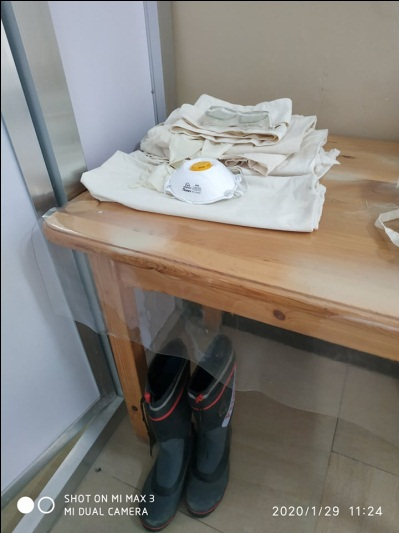 SHOT ON MI MAX 3
MI DUAL CAMERA
2020/1/29 11:24